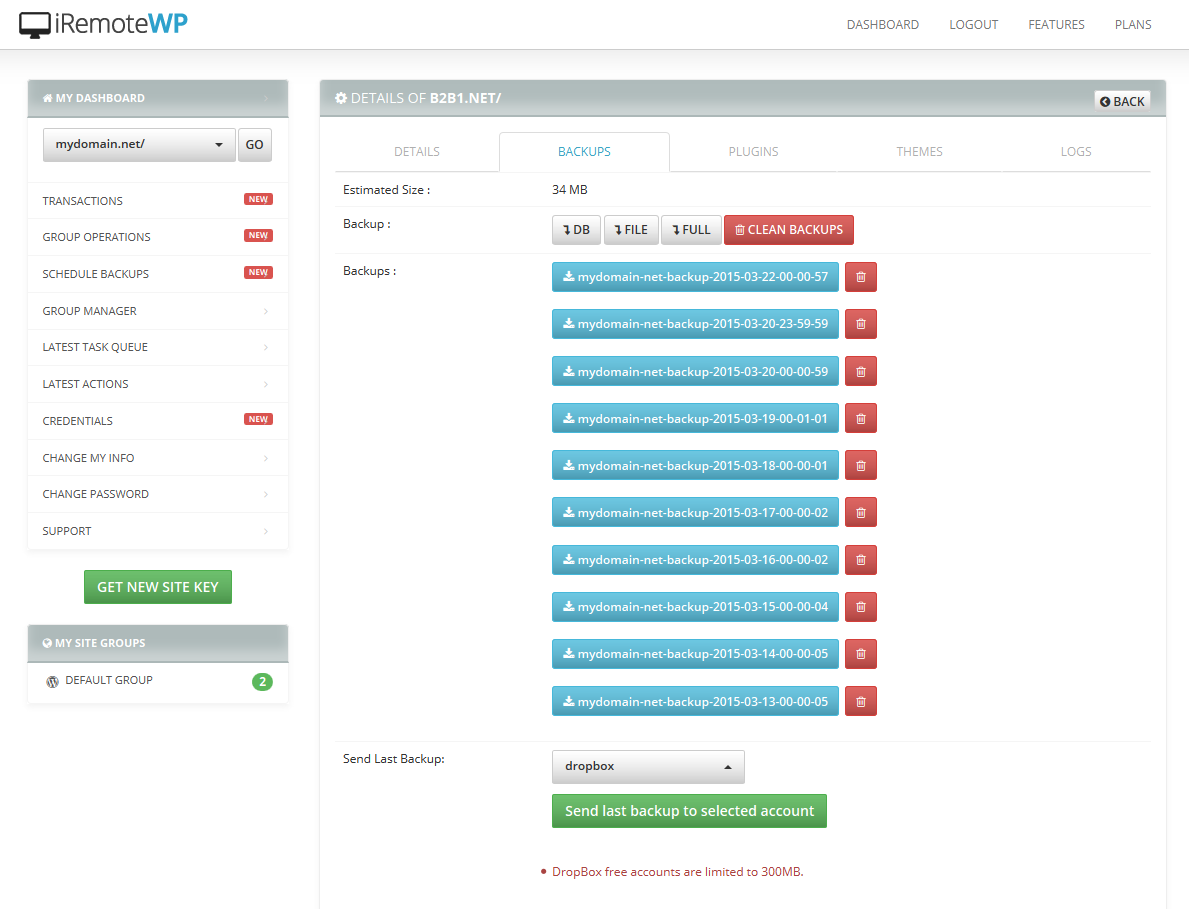 iRemoteWP
DASHBOARD LOGOUT FEATURES PLANS
MY DASHBOARD
mydomain.net/ GO
TRANSACTIONS NEW
GROUP OPERATIONS NEW
SCHEDULE BACKUPS NEW
GROUP MANAGER
LATEST TASK QUEUE
LATEST ACTIONS
CREDENTIALS NEW
CHANGE MY INFO
CHANGE PASSWORD
SUPPORT
GET NEW SITE KEY
MY SITE GROUPS
DEFAULT GROUP 2
DETAILS OF B2B1.NET/ BACK
DETAILS BACKUPS PLUGINS THEMES LOGS
Estimated Size : 34 MB
Backup : DB FILE FULL CLEAN BACKUPS
Backups : mydomain-net-backup-2015-03-22-00-00-57
mydomain-net-backup-2015-03-20-23-59-59
mydomain-net-backup-2015-03-20-00-00-59
mydomain-net-backup-2015-03-19-00-01-01
mydomain-net-backup-2015-03-18-00-00-01
mydomain-net-backup-2015-03-17-00-00-02
mydomain-net-backup-2015-03-16-00-00-02
mydomain-net-backup-2015-03-15-00-00-04
mydomain-net-backup-2015-03-14-00-00-05
mydomain-net-backup-2015-03-13-00-00-05
Send Last Backup: dropbox
Send last backup to selected account
• DropBox free accounts are limited to 300MB.